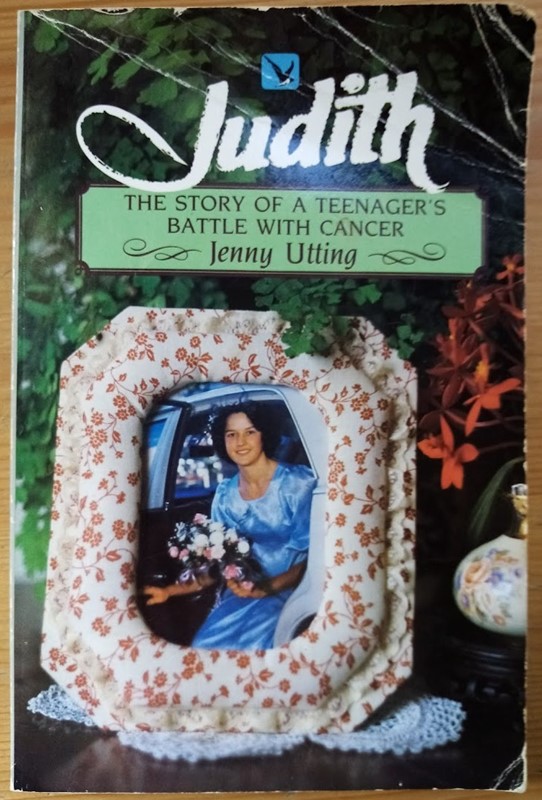 Judith
THE STORY OF A TEENAGER'S
BATTLE WITH CANCER
Jenny Utting